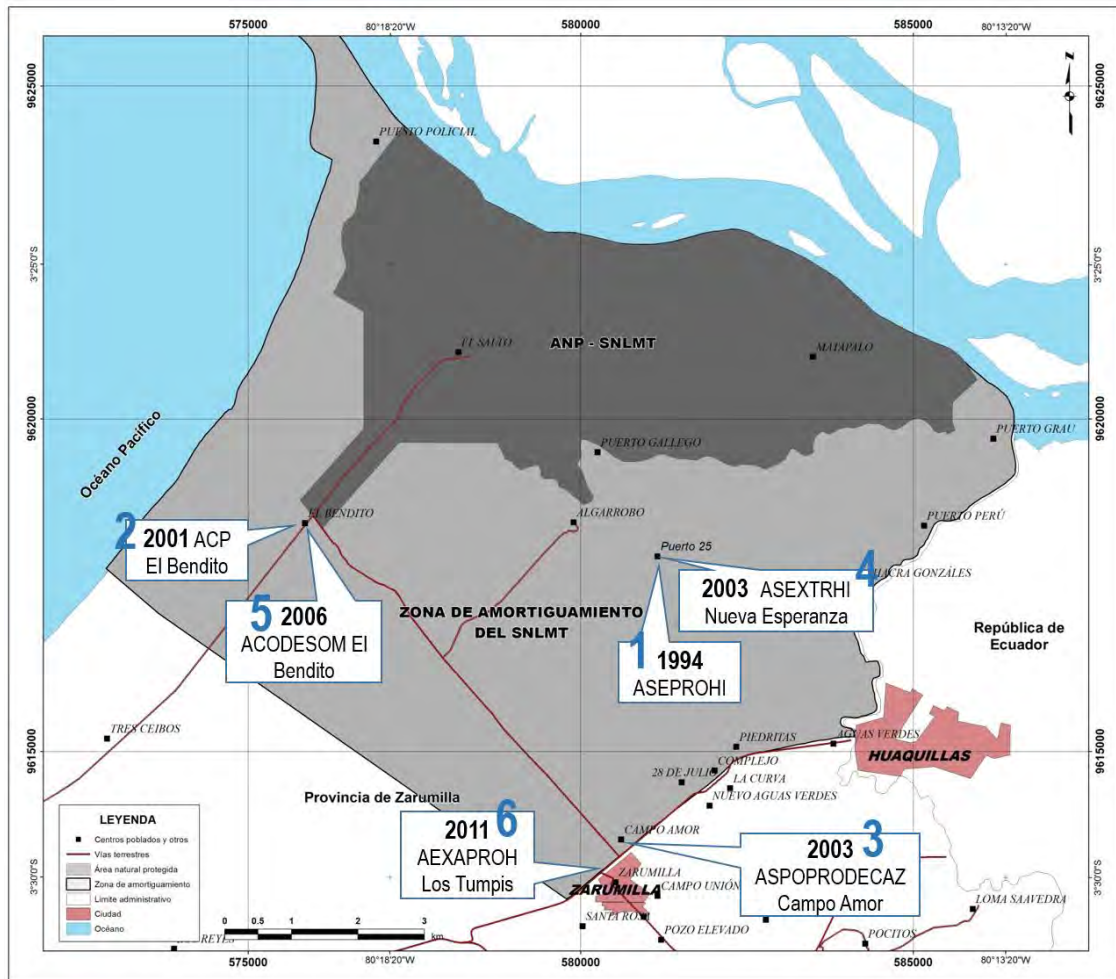 575000
80°18'20"W
580000
585000
80°13'20"W
9625000
9625000
PUESTO POLICIAL
3°25'0"S
3°25'0"S
EL SALTO
ANP - SNLMT
MATAPALO
9620000
9620000
Océano Pacífico
PUERTO GALLEGO
PUERTO GRAU
EL BENDITO
ALGARROBO
PUERTO PERÚ
2 2001 ACP
El Bendito
Puerto 25
4
2003 ASEXTRHI
Nueva Esperanza
CHACRA GONZÁLES
5 2006
ACODESOM El
Bendito
ZONA DE AMORTIGUAMIENTO
DEL SNLMT
1 1994
ASEPROHI
República de
Ecuador
TRES CEIBOS
PIEDRITAS
AGUAS VERDES
9615000
9615000
HUAQUILLAS
COMPLEJO
28 DE JULIO
LA CURVA
Provincia de Zarumilla
NUEVO AGUAS VERDES
LEYENDA
Centros poblados y otros
Vías terrestres
Área natural protegida
Zona de amortiguamiento
Limite administrativo
Ciudad
Océano
2011 6
AEXAPROH
Los Tumpis
CAMPO AMOR
2003 3
ASPOPRODECAZ
Campo Amor
3°30'0"S
3°30'0"S
ZARUMILLA
ZARUMILLA
CAMPO UNIÓN
SANTA ROSA
LOMA SAAVEDRA
POZO ELEVADO
POCITOS
0 0.5 1 2 3
km
575000
80°18'20"W
580000
585000
80°13'20"W